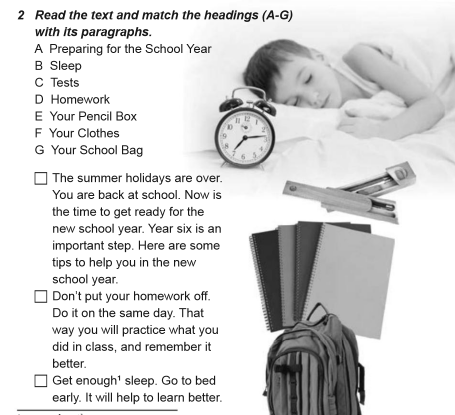 2 Read the text and match the headings (A-G)
with its paragraphs.
A Preparing for the School Year
B Sleep
C Tests
D Homework
E Your Pencil Box
F Your Clothes
G Your School Bag
The summer holidays are over.
You are back at school. Now is
the time to get ready for the
new school year. Year six is an
important step. Here are some
tips to help you in the new
school year.
Don't put your homework off.
Do it on the same day. That
way you will practice what you
did in class, and remember it
better.
Get enough¹ sleep. Go to bed
early. It will help to learn better.